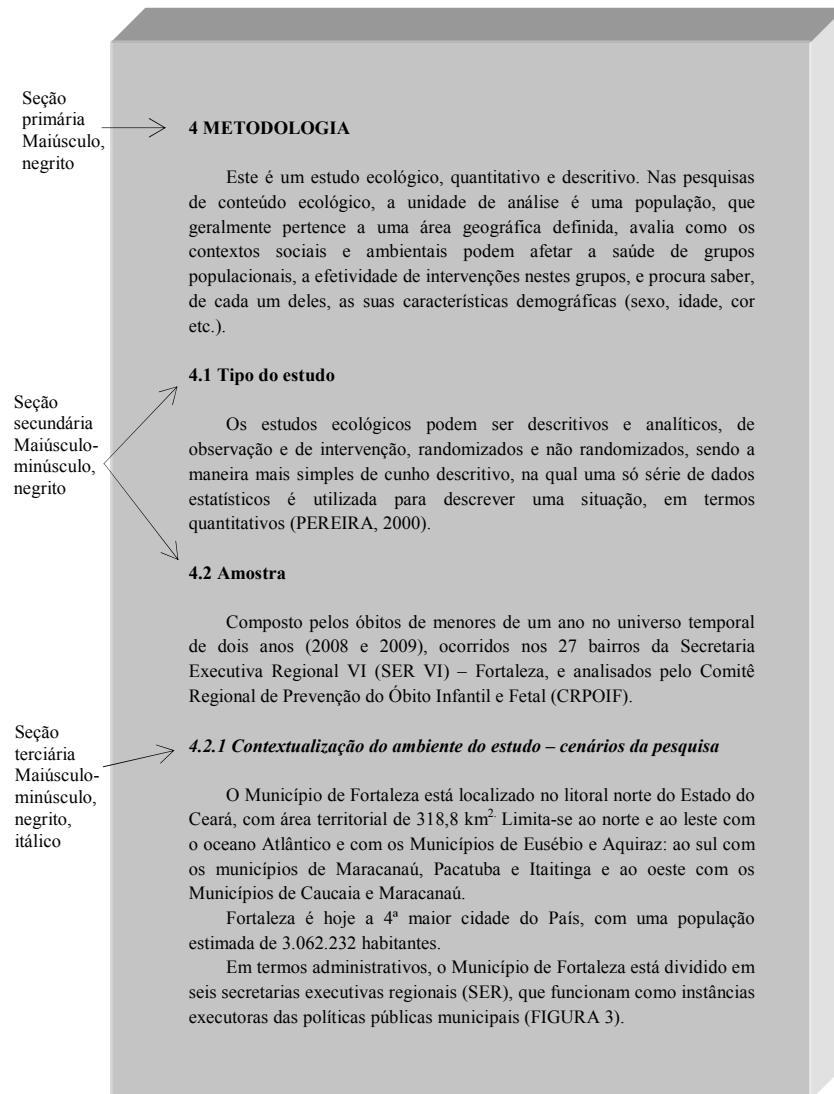 Seção
primária
Maiúsculo,
negrito
4 METODOLOGIA
Este é um estudo ecológico, quantitativo e descritivo. Nas pesquisas
de conteúdo ecológico, a unidade de análise é uma população, que
geralmente pertence a uma área geográfica definida, avalia como os
contextos sociais e ambientais podem afetar a saúde de grupos
populacionais, a efetividade de intervenções nestes grupos, e procura saber,
de cada um deles, as suas características demográficas (sexo, idade, cor
etc.).
Seção
secundária
Maiúsculo-
minúsculo,
negrito
4.1 Tipo do estudo
Os estudos ecológicos podem ser descritivos e analíticos, de
observação e de intervenção, randomizados e não randomizados, sendo a
maneira mais simples de cunho descritivo, na qual uma só série de dados
estatísticos é utilizada para descrever uma situação, em termos
quantitativos (PEREIRA, 2000).
4.2 Amostra
Composto pelos óbitos de menores de um ano no universo temporal
de dois anos (2008 e 2009), ocorridos nos 27 bairros da Secretaria
Executiva Regional VI (SER VI) – Fortaleza, e analisados pelo Comitê
Regional de Prevenção do Óbito Infantil e Fetal (CRPOIF).
Seção
terciária
Maiúsculo-
minúsculo,
negrito,
itálico
4.2.1 Contextualização do ambiente do estudo – cenários da pesquisa
O Município de Fortaleza está localizado no litoral norte do Estado do
Ceará, com área territorial de 318,8 km². Limita-se ao norte e ao leste com
o oceano Atlântico e com os Municípios de Eusébio e Aquiraz: ao sul com
os municípios de Maracanaú, Pacatuba e Itaitinga e ao oeste com os
Municípios de Caucaia e Maracanaú.
Fortaleza é hoje a 4ª maior cidade do País, com uma população
estimada de 3.062.232 habitantes.
Em termos administrativos, o Município de Fortaleza está dividido em
seis secretarias executivas regionais (SER), que funcionam como instâncias
executoras das políticas públicas municipais (FIGURA 3).